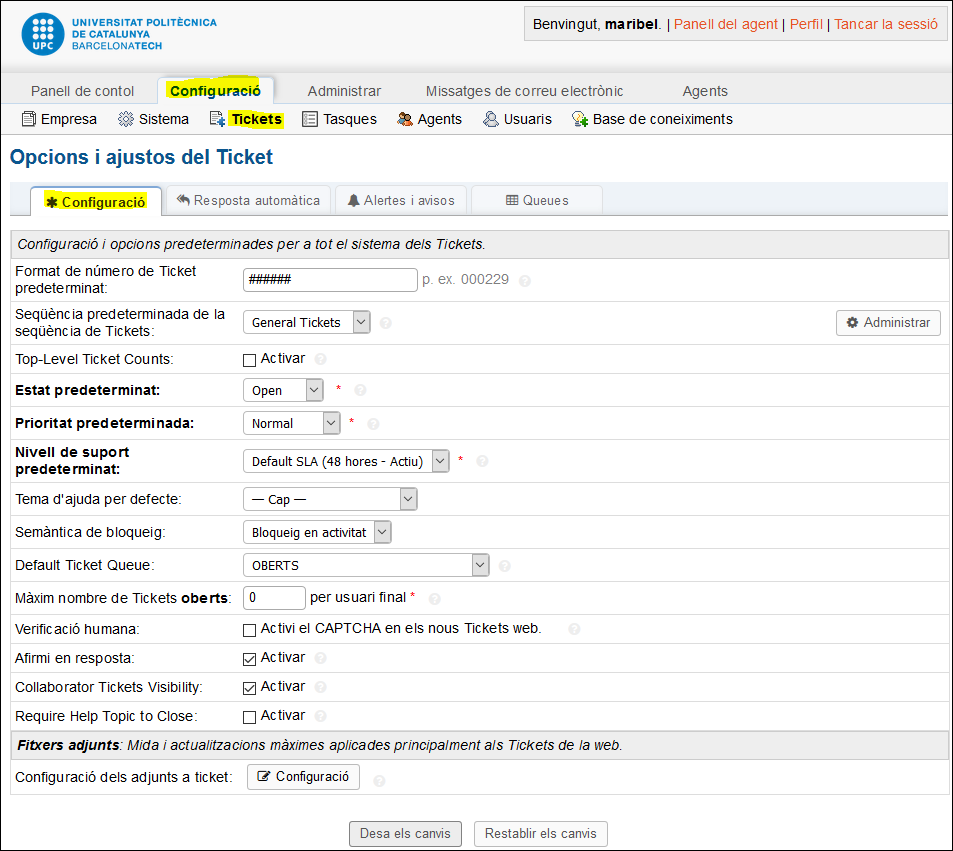 UNIVERSITAT POLITÈCNICA
DE CATALUNYA
BARCELONATECH
UPC
Benvingut, maribel. | Panell del agent | Perfil | Tancar la sessió
Panell de contol Configuració Administrar Missatges de correu electrònic Agents
Empresa Sistema Tickets Tasques Agents Usuaris Base de coneiximents
Opcions i ajustos del Ticket
Configuració Resposta automàtica Alertes i avisos Queues
Configuració i opcions predeterminades per a tot el sistema dels Tickets.
Format de número de Ticket
predeterminat: ###### p. ex. 000229
Seqüència predeterminada de la
seqüència de Tickets: General Tickets Administrar
Top-Level Ticket Counts: Activar
Estat predeterminat: Open *
Prioritat predeterminada: Normal *
Nivell de suport
predeterminat: Default SLA (48 hores - Actiu) *
Tema d'ajuda per defecte: — Cap —
Semàntica de bloqueig: Bloqueig en activitat
Default Ticket Queue: OBERTS
Màxim nombre de Tickets oberts: 0 per usuari final *
Verificació humana: Activi el CAPTCHA en els nous Tickets web.
Afirmi en resposta: Activar
Collaborator Tickets Visibility: Activar
Require Help Topic to Close: Activar
Fitxers adjunts: Mida i actualitzacions màximes aplicades principalment als Tickets de la web.
Configuració dels adjunts a ticket: Configuració
Desa els canvis Restablir els canvis